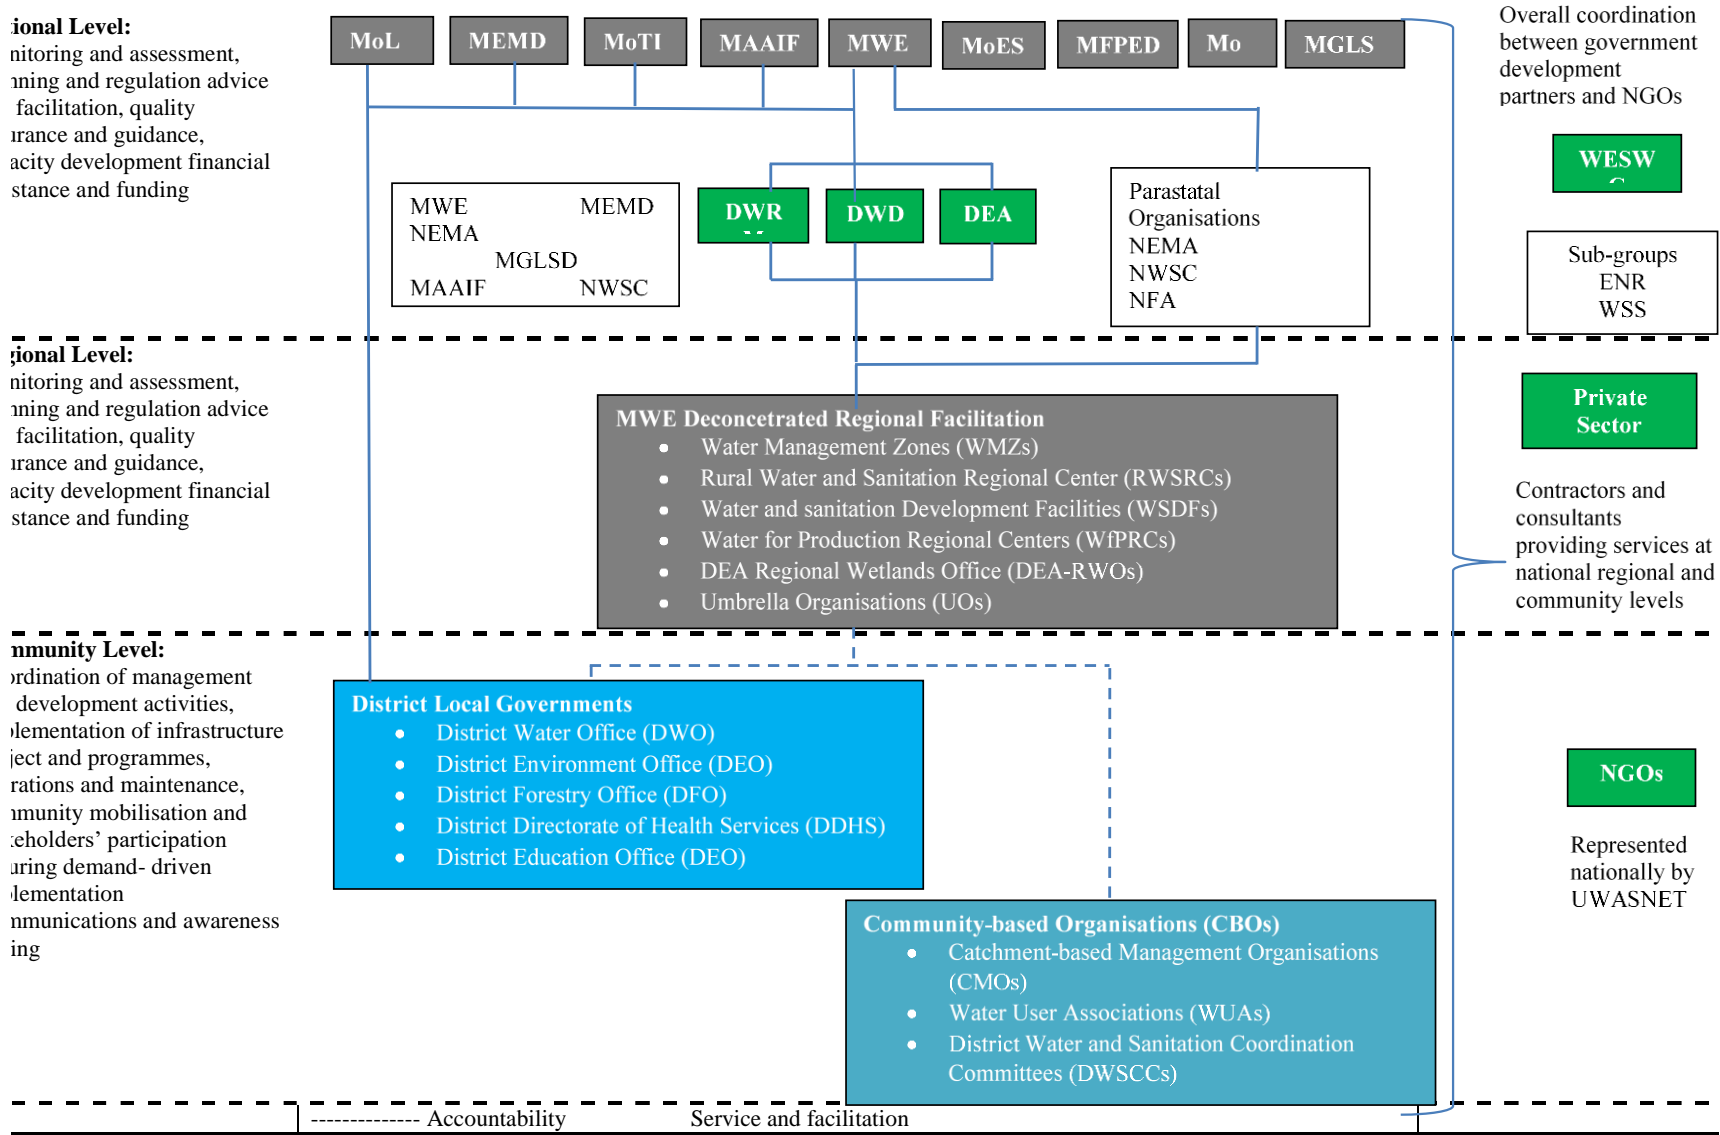 tional Level:
nitoring and assessment,
nning and regulation advice
facilitation, quality
urance and guidance,
acity development financial
stance and funding
MoL
MEMD
MoTI
MAAIF
MWE
MoES
MFPED
Mo
MGLS
Overall coordination
between government
development
partners and NGOs
WESW
MWE MEMD
NEMA
MGLSD
MAAIF NWSC
DWR
DWD
DEA
Parastatal
Organisations
NEMA
NWSC
NFA
Sub-groups
ENR
WSS
gional Level:
nitoring and assessment,
nning and regulation advice
facilitation, quality
urance and guidance,
acity development financial
stance and funding
MWE Deconcetrated Regional Facilitation
• Water Management Zones (WMZs)
• Rural Water and Sanitation Regional Center (RWSRCs)
• Water and sanitation Development Facilities (WSDFs)
• Water for Production Regional Centers (WfPRCs)
• DEA Regional Wetlands Office (DEA-RWOs)
• Umbrella Organisations (UOs)
Private
Sector
Contractors and
consultants
providing services at
national regional and
community levels
nmunity Level:
ordination of management
development activities,
plementation of infrastructure
ject and programmes,
rations and maintenance,
nmunity mobilisation and
keholders’ participation
uring demand- driven
plementation
mmunications and awareness
ing
District Local Governments
• District Water Office (DWO)
• District Environment Office (DEO)
• District Forestry Office (DFO)
• District Directorate of Health Services (DDHS)
• District Education Office (DEO)
NGOs
Represented
nationally by
UWASNET
Community-based Organisations (CBOs)
• Catchment-based Management Organisations
(CMOs)
• Water User Associations (WUAs)
• District Water and Sanitation Coordination
Committees (DWSCCs)
-------------- Accountability Service and facilitation